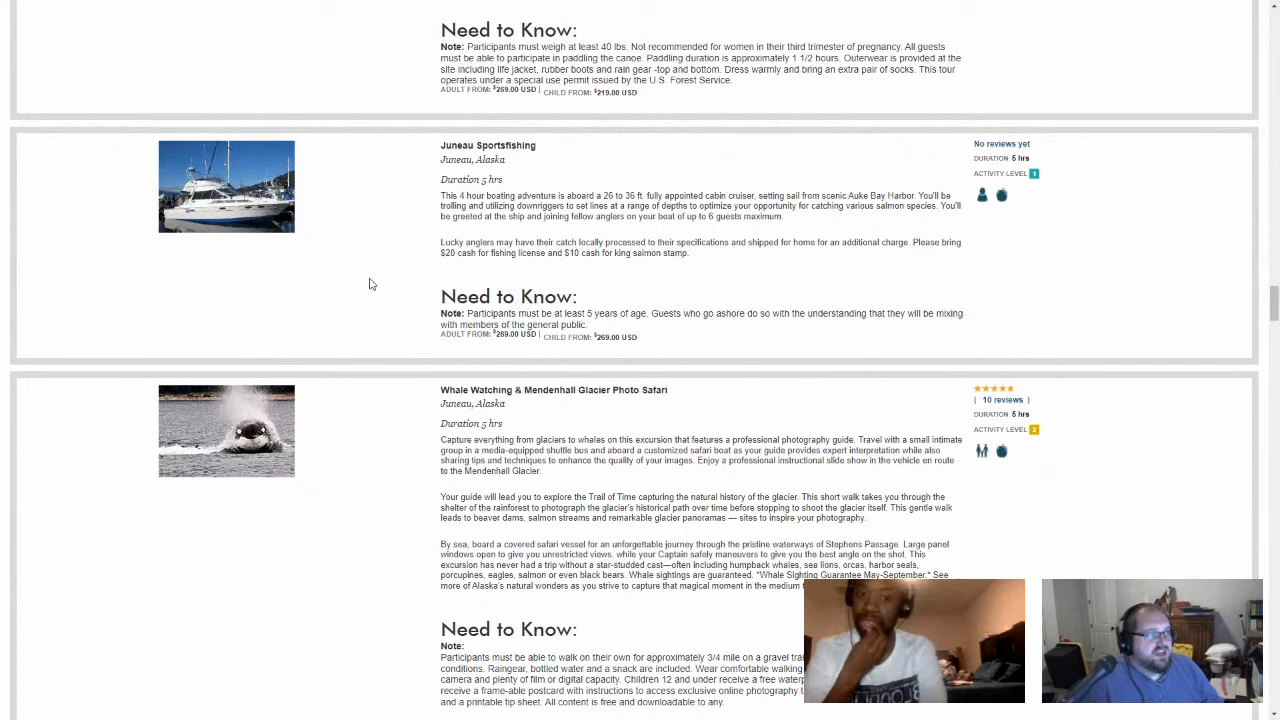 Need to Know:
Note: Participants must weigh at least 40 lbs. Not recommended for women in their third trimester of pregnancy. All guests
must be able to participate in paddling the canoe. Paddling duration is approximately 1 1/2 hours. Outerwear is provided at the
site including life jacket, rubber boots and rain gear -top and bottom. Dress warmly and bring an extra pair of socks. This tour
operates under a special use permit issued by the U.S. Forest Service.
ADULT FROM: $269.00 USD | CHILD FROM: $219.00 USD
Juneau Sportsfishing
Juneau, Alaska
Duration 5 hrs
This 4 hour boating adventure is aboard a 26 to 36 ft. fully appointed cabin cruiser, setting sail from scenic Auke Bay Harbor. You'll be
trolling and utilizing downriggers to set lines at a range of depths to optimize your opportunity for catching various salmon species. You'll
be greeted at the ship and joining fellow anglers on your boat of up to 6 guests maximum.
Lucky anglers may have their catch locally processed to their specifications and shipped for home for an additional charge. Please bring
$20 cash for fishing license and $10 cash for king salmon stamp.
No reviews yet
DURATION 5 hrs
ACTIVITY LEVEL 1
Need to Know:
Note: Participants must be at least 5 years of age. Guests who go ashore do so with the understanding that they will be mixing
with members of the general public.
ADULT FROM: $269.00 USD | CHILD FROM: $269.00 USD
Whale Watching & Mendenhall Glacier Photo Safari
Juneau, Alaska
Duration 5 hrs
Capture everything from glaciers to whales on this excursion that features a professional photography guide. Travel with a small intimate
group in a media-equipped shuttle bus and aboard a customized safari boat as your guide provides expert interpretation while also
sharing tips and techniques to enhance the quality of your images. Enjoy a professional instructional slide show in the vehicle en route
to the Mendenhall Glacier.
Your guide will lead you to explore the Trail of Time capturing the natural history of the glacier. This short walk takes you through the
shelter of the rainforest to photograph the glacier's historical path over time before stopping to shoot the glacier itself. This gentle walk
leads to beaver dams, salmon streams and remarkable glacier panoramas — sites to inspire your photography.
By sea, board a covered safari vessel for an unforgettable journey through the pristine waterways of Stephens Passage. Large panel
windows open to give you unrestricted views, while your Captain safely maneuvers to give you the best angle on the shot. This
excursion has never had a trip without a star-studded cast—often including humpback whales, sea lions, orcas, harbor seals,
porcupines, eagles, salmon or even black bears. Whale sightings are guaranteed. *Whale Sighting Guarantee May-September.* See
more of Alaska's natural wonders as you strive to capture that magical moment in the medium
( 10 reviews )
DURATION 5 hrs
ACTIVITY LEVEL 2
Need to Know:
Note:
Participants must be able to walk on their own for approximately 3/4 mile on a gravel
conditions. Raingear, bottled water and a snack are included. Wear comfortable walking
camera and plenty of film or digital capacity. Children 12 and under receive a free
receive a frame-able postcard with instructions to access exclusive online photography
and a printable tip sheet. All content is free and downloadable to any.